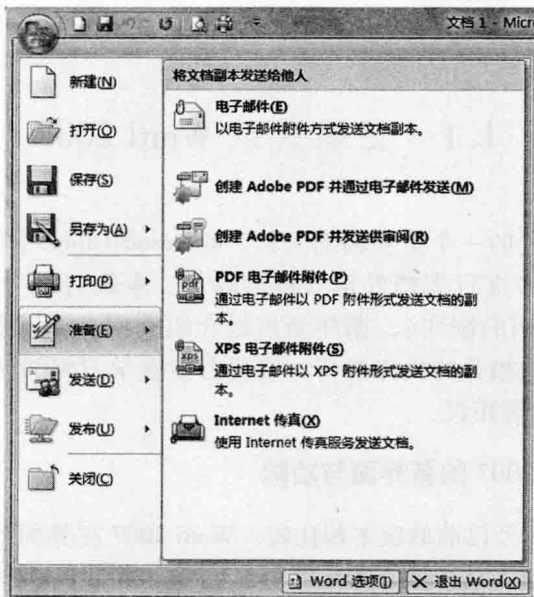 文档 1 - Micr
新建(N)
打开(O)
保存(S)
另存为(A)
打印(P)
准备(E)
发送(D)
发布(U)
关闭(C)
将文档副本发送给他人
电子邮件(E)
以电子邮件附件方式发送文档副本。
创建 Adobe PDF 并通过电子邮件发送(M)
创建 Adobe PDF 并发送供审阅(R)
PDF 电子邮件附件(P)
通过电子邮件以 PDF 附件形式发送文档的副
本。
XPS 电子邮件附件(S)
通过电子邮件以 XPS 附件形式发送文档的副
本。
Internet 传真(X)
使用 Internet 传真服务发送文档。
Word 选项(I) 退出 Word(X)